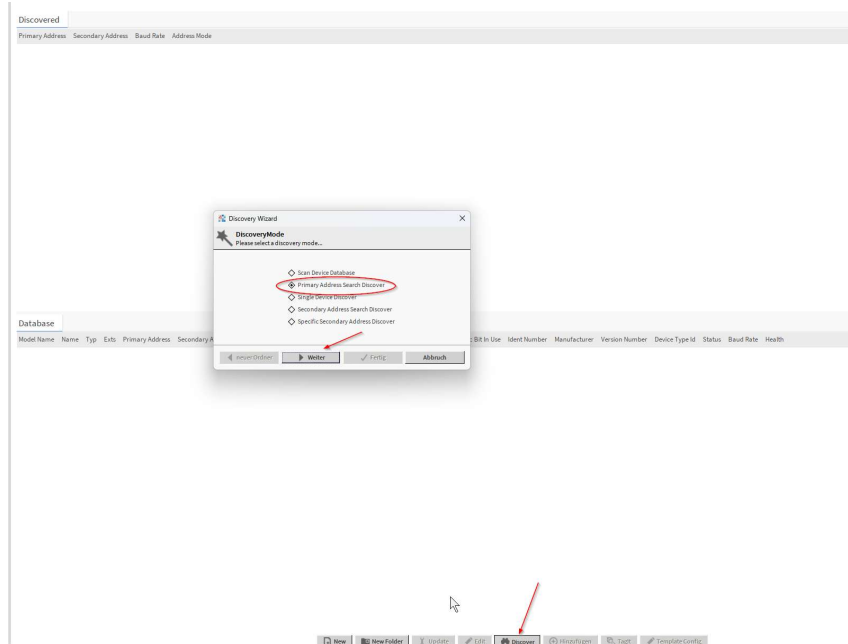 Discovered
Primary Address Secondary Address Baud Rate Address Mode
Discovery Wizard
DiscoveryMode
Please select a discovery mode...
Scan Device Database
Primary Address Search Discover
Single Device Discover
Secondary Address Search Discover
Specific Secondary Address Discover
neuer Ordner Weiter Fertig Abbruch
Database
Model Name Name Typ Exts Primary Address Secondary A Bit In Use Ident Number Manufacturer Version Number Device Type Id Status Baud Rate Health
New New Folder Update Edit Discover Hinzufügen TagIt Template Config